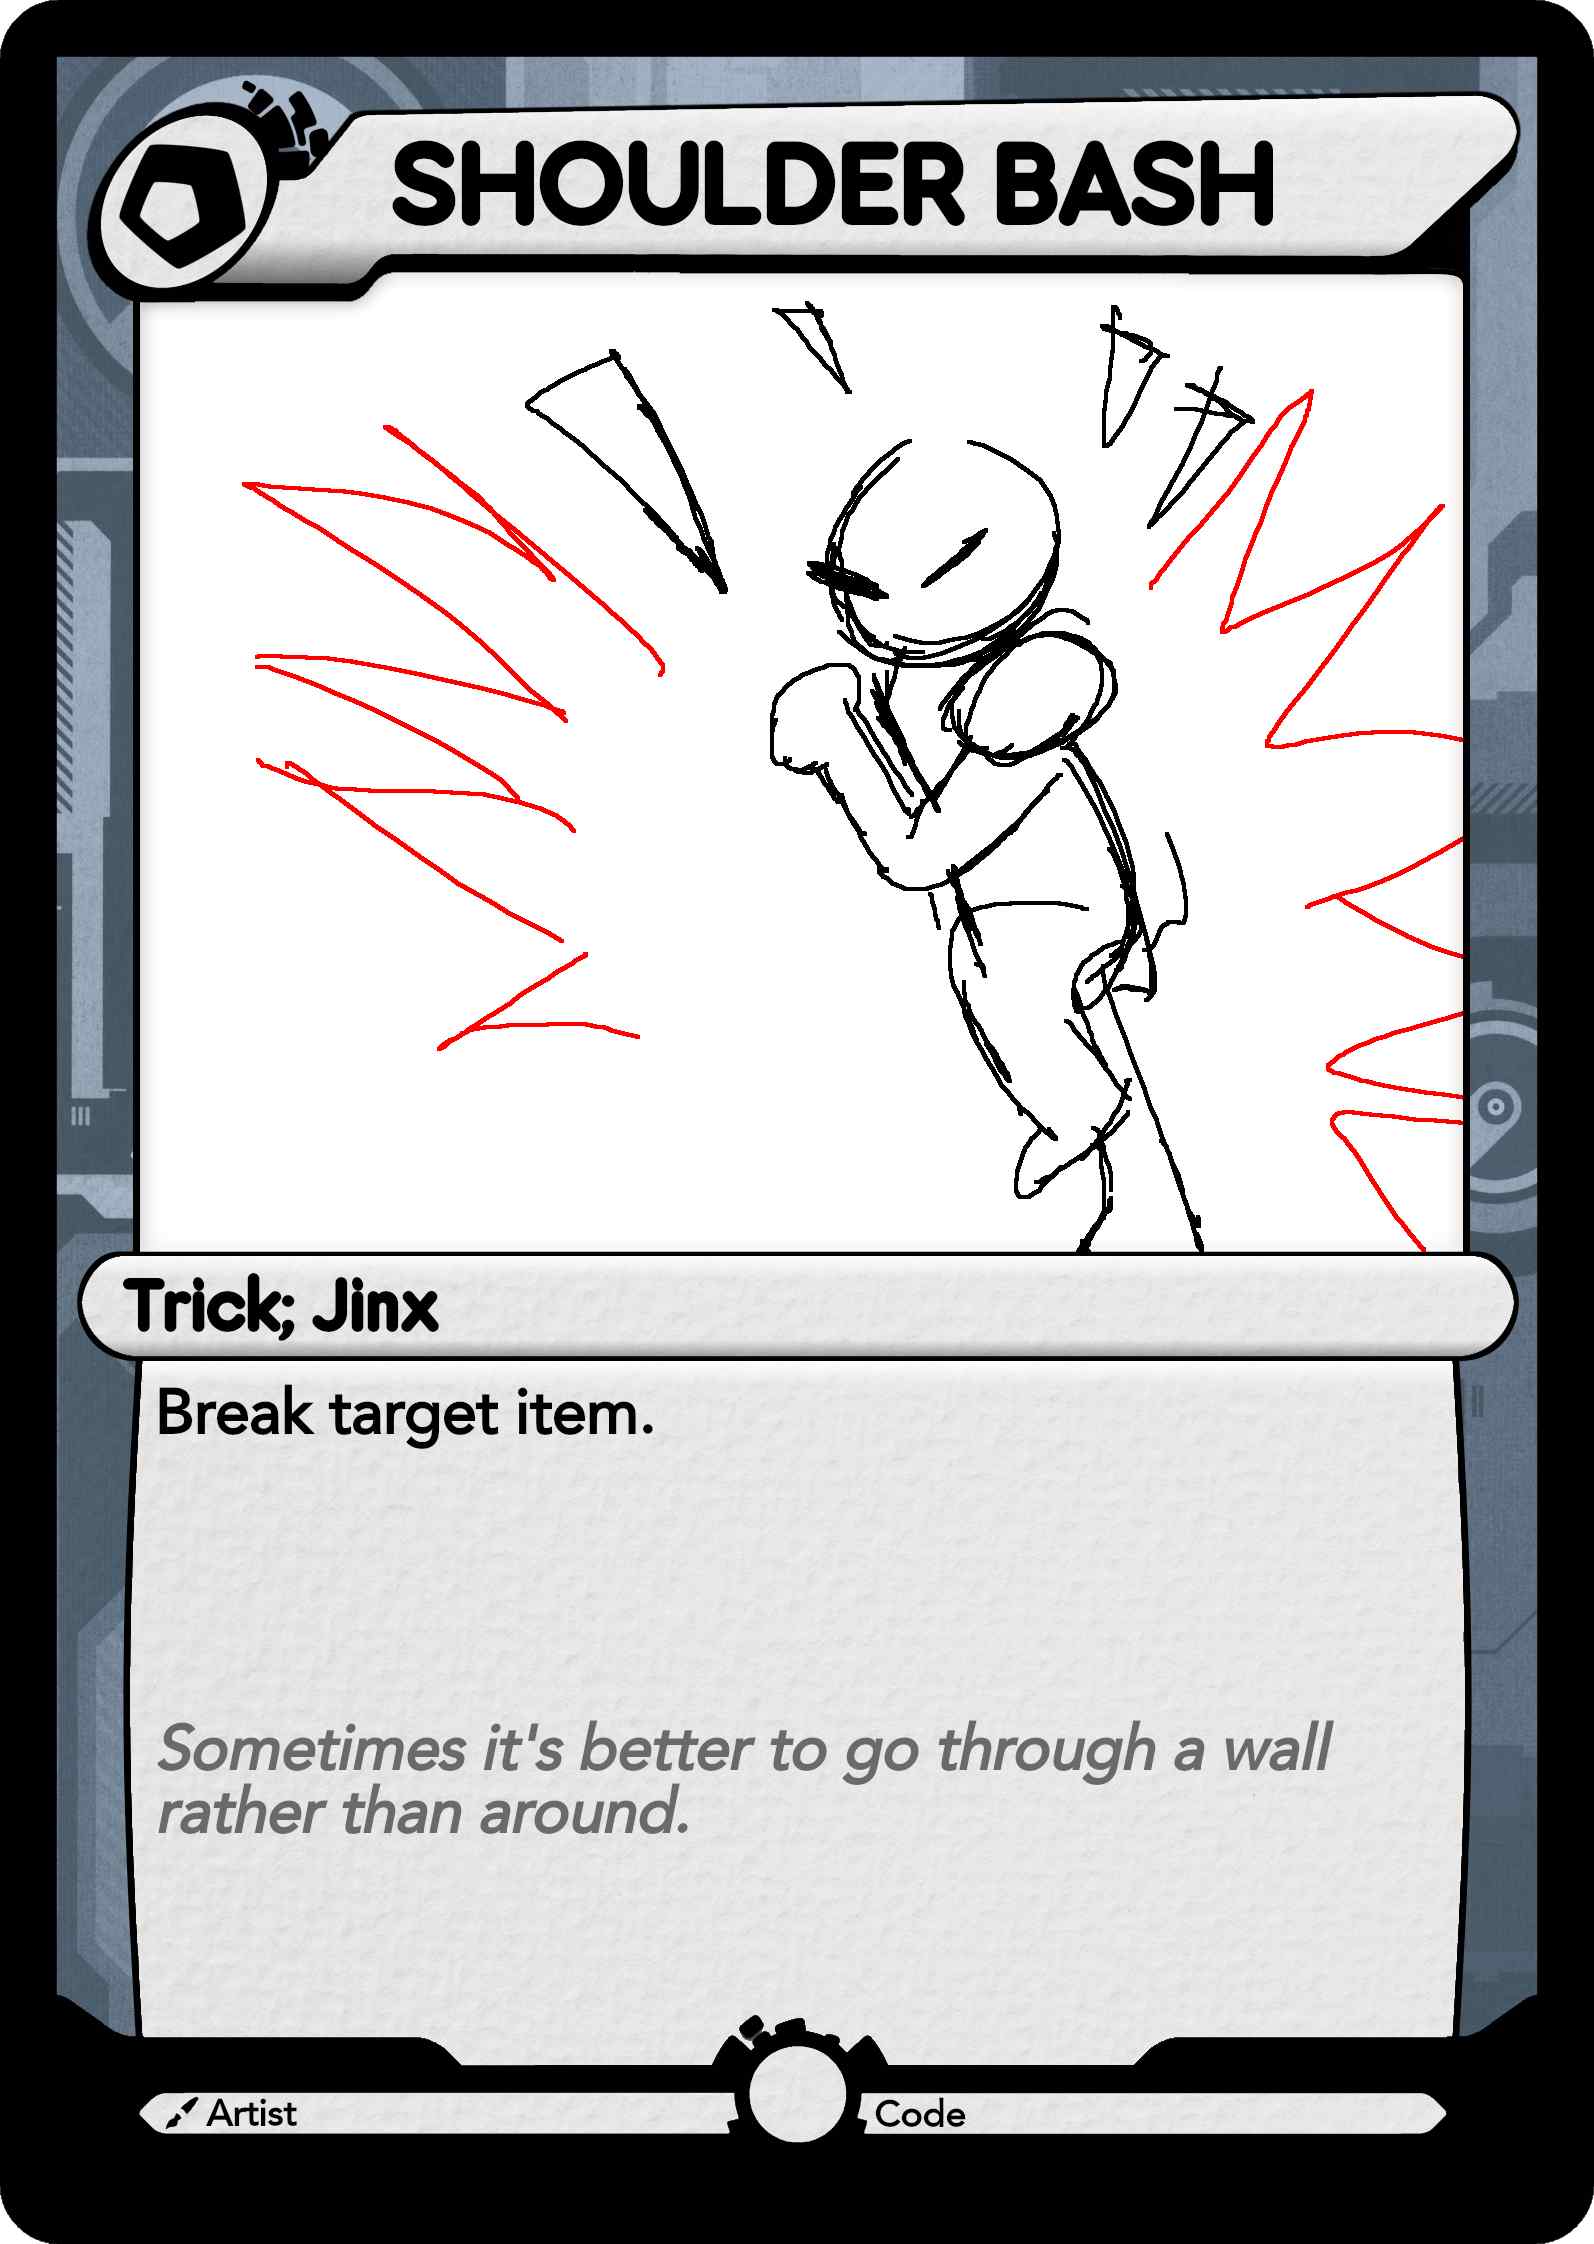 SHOULDER BASH
Trick; Jinx
Break target item.
Sometimes it's better to go through a wall
rather than around.
Artist
Code